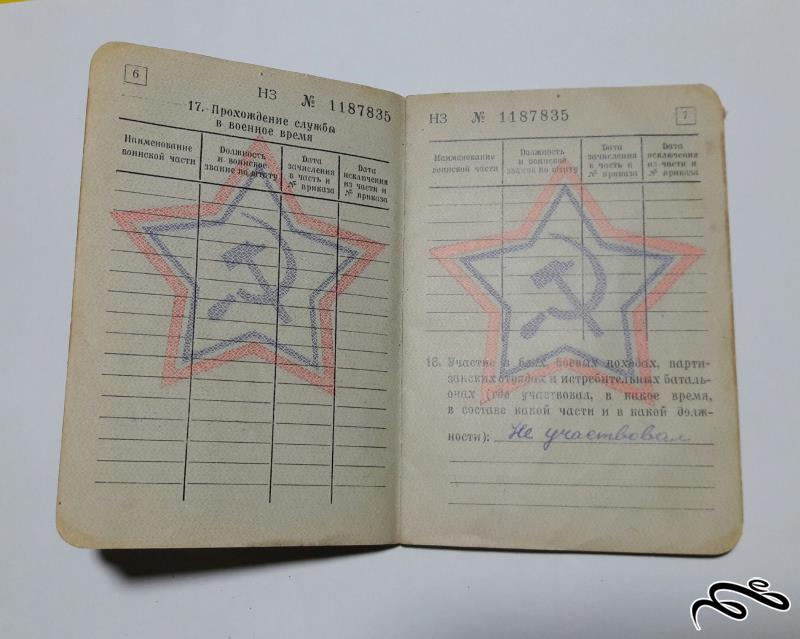 6
НЗ № 1187835
17. Прохождение службы
в военное время
Наименование
воинской части
Должность
и воинское
звание по штату
Дата
зачисления
в часть и
№ приказа
Дата
исключения
из части и
№ приказа
НЗ № 1187835
7
Наименование
воинской части
Должность
и воинское
звание по штату
Дата
зачисления
в часть и
№ приказа
Дата
исключения
из части и
№ приказа
18. Участие в боях, боевых походах, парти-
занских отрядах и истребительных баталь-
онах (где участвовал, в какое время,
в составе какой части и в какой долж-
ности): Не участвовал